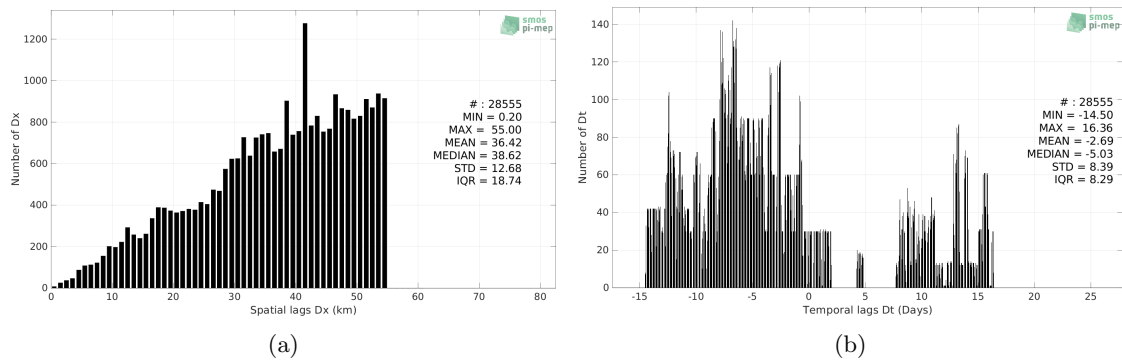 1200
1000
800
600
400
200
0
Number of Dx
smos
pi-mep
# : 28555
MIN = 0.20
MAX = 55.00
MEAN = 36.42
MEDIAN = 38.62
STD = 12.68
IQR = 18.74
0 10 20 30 40 50 60 70 80
Spatial lags Dx (km)
(a)
140
120
100
80
60
40
20
0
Number of Dt
smos
pi-mep
# : 28555
MIN = -14.50
MAX = 16.36
MEAN = -2.69
MEDIAN = -5.03
STD = 8.39
IQR = 8.29
-15 -10 -5 0 5 10 15 20 25
Temporal lags Dt (Days)
(b)